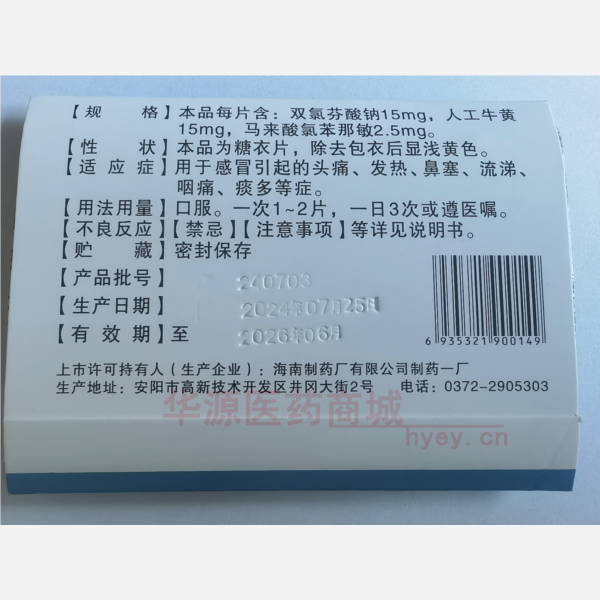 【规格】本品每片含：双氯芬酸钠15mg，人工牛黄
15mg，马来酸氯苯那敏2.5mg。
【性状】本品为糖衣片，除去包衣后显浅黄色。
【适应症】用于感冒引起的头痛、发热、鼻塞、流涕、
咽痛、痰多等症。
【用法用量】口服。一次1~2片，一日3次或遵医嘱。
【不良反应】【禁忌】【注意事项】等详见说明书。
【贮藏】密封保存
【产品批号】 240703
【生产日期】 2024年07月25日
【有效期】至 2026年06月
6935321900149
上市许可持有人（生产企业）：海南制药厂有限公司制药一厂
生产地址：安阳市高新技术开发区井冈大街2号 电话：0372-2905303
华源医药商城
hyey.cn